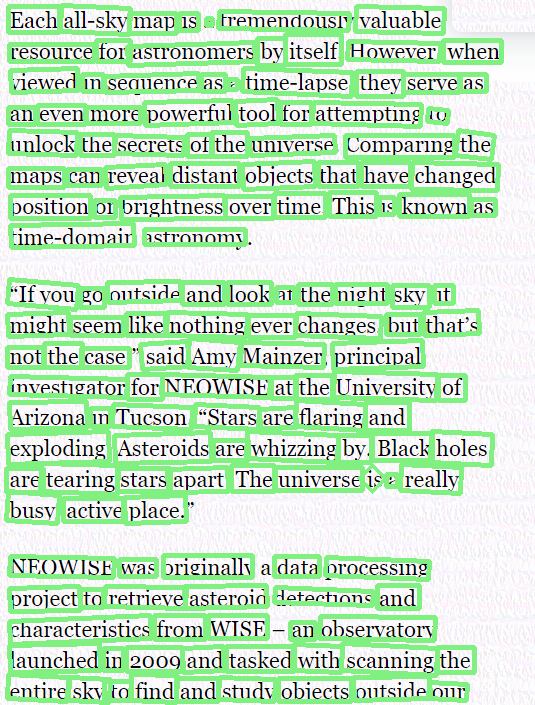 Each all-sky map is a tremendously valuable
resource for astronomers by itself. However, when
viewed in sequence as a time-lapse, they serve as
an even more powerful tool for attempting to
unlock the secrets of the universe. Comparing the
maps can reveal distant objects that have changed
position or brightness over time. This is known as
time-domain astronomy.
“If you go outside and look at the night sky, it
might seem like nothing ever changes, but that’s
not the case,” said Amy Mainzer, principal
investigator for NEOWISE at the University of
Arizona in Tucson. “Stars are flaring and
exploding. Asteroids are whizzing by. Black holes
are tearing stars apart. The universe is a really
busy, active place.”
NEOWISE was originally a data processing
project to retrieve asteroid detections and
characteristics from WISE – an observatory
launched in 2009 and tasked with scanning the
entire sky to find and study objects outside our